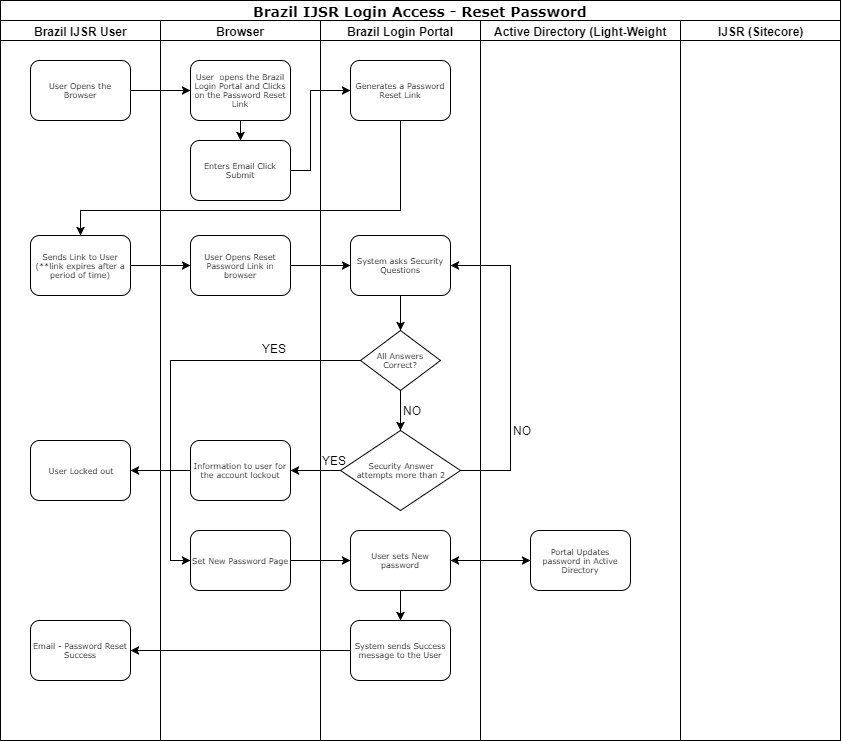 Brazil IJSR Login Access - Reset Password
Brazil IJSR User
Browser
Brazil Login Portal
Active Directory (Light-Weight
IJSR (Sitecore)
User Opens the
Browser
User opens the Brazil
Login Portal and Clicks
on the Password Reset
Link
Generates a Password
Reset Link
Enters Email Click
Submit
Sends Link to User
(**link expires after a
period of time)
User Opens Reset
Password Link in
browser
System asks Security
Questions
YES
All Answers
Correct?
NO
NO
User Locked out
Information to user for
the account lockout
YES
Security Answer
attempts more than 2
Set New Password Page
User sets New
password
Portal Updates
password in Active
Directory
Email - Password Reset
Success
System sends Success
message to the User